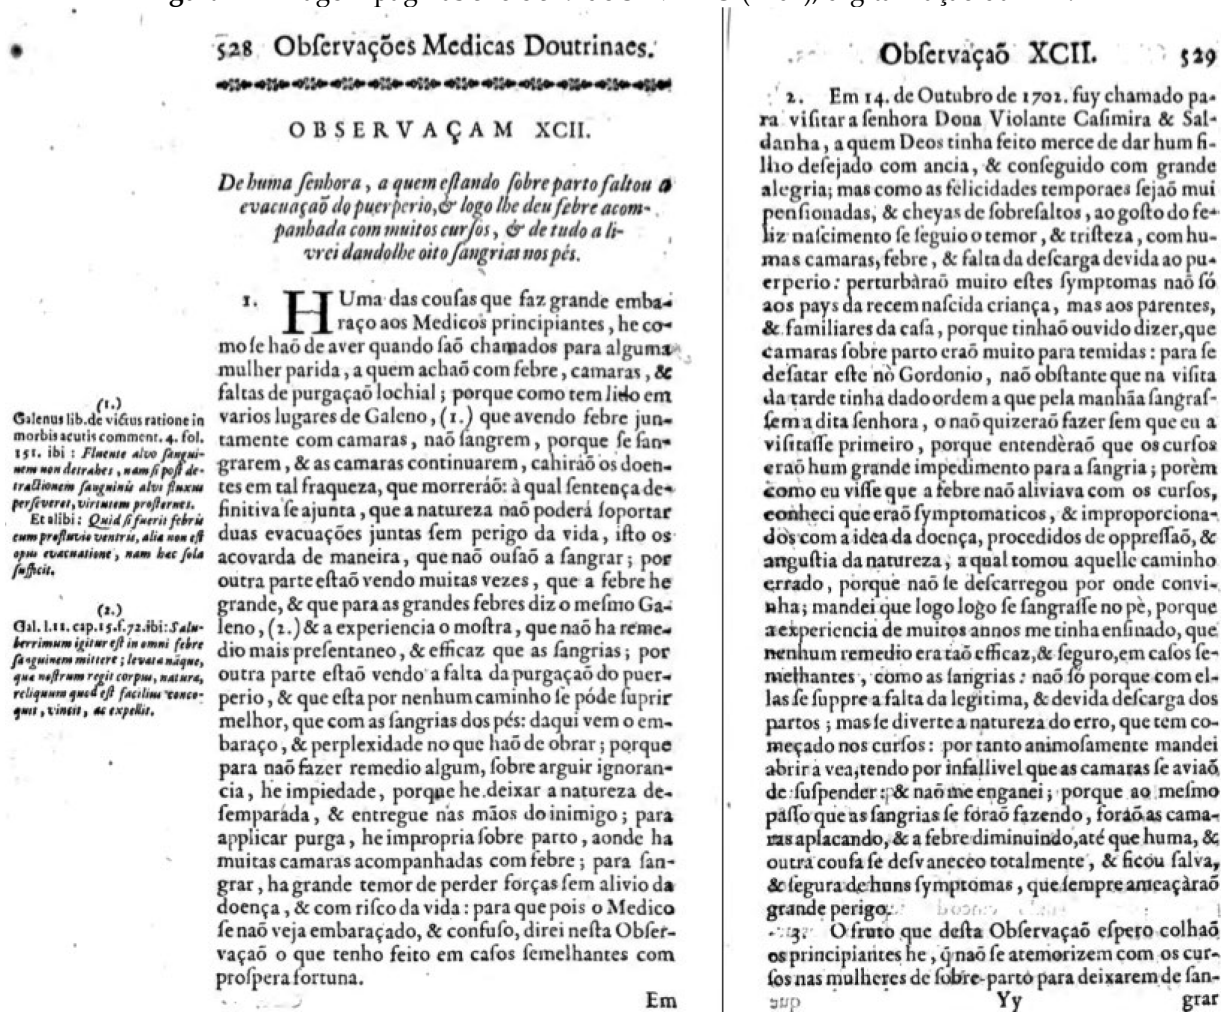 528 Obſervações Medicas Doutrinaes.
OBSERVAÇAM XCII.
De huma ſenhora, a quem eſtando ſobre parto faltou a
evacuaçaõ do puerperio, & logo lhe deu febre acom-
panhada com muitos curſos, & de tudo a li-
vrei dandolhe oito ſangrias nos pés.
1. HUma das couſas que faz grande emba-
raço aos Medicos principiantes, he co-
mo ſe haõ de aver quando ſaõ chamados para alguma
mulher parida, a quem achaõ com febre, camaras, &
faltas de purgaçaõ lochial; porque como tem lido em
varios lugares de Galeno, (1.) que avendo febre jun-
tamente com camaras, naõ ſangrem, porque ſe ſan-
grarem, & as camaras continuarem, cahiráõ os doen-
tes em tal fraqueza, que morreráõ: à qual ſentença de-
finitiva ſe ajunta, que a natureza naõ poderá ſoportar
duas evacuações juntas ſem perigo da vida, iſto os
acovarda de maneira, que naõ ouſaõ a ſangrar; por
outra parte eſtaõ vendo muitas vezes, que a febre he
grande, & que para as grandes febres diz o meſmo Ga-
leno, (2.) & a experiencia o moſtra, que naõ ha reme-
dio mais preſentaneo, & efficaz que as ſangrias; por
outra parte eſtaõ vendo a falta da purgaçaõ do puer-
perio, & que eſta por nenhum caminho ſe póde ſuprir
melhor, que com as ſangrias dos pés: daqui vem o em-
baraço, & perplexidade no que haõ de obrar; porque
para naõ fazer remedio algum, ſobre arguir ignoran-
cia, he impiedade, porque he deixar a natureza de-
ſemparada, & entregue nas mãos do inimigo; para
applicar purga, he impropria ſobre parto, aonde ha
muitas camaras acompanhadas com febre; para ſan-
grar, ha grande temor de perder forças ſem alivio da
doença, & com riſco da vida: para que pois o Medico
ſe naõ veja embaraçado, & confuſo, direi neſta Obſer-
vaçaõ o que tenho feito em caſos ſemelhantes com
proſpera fortuna.
Em
(1.)
Galenus lib. de victus ratione in
morbis acutis comment. 4. fol.
151. ibi: Fluente alvo ſangui-
nem non detrahes, nam ſi poſt de-
tractionem ſanguinis alvi fluxus
perſeveret, virtutem proſternes.
Et alibi: Quid ſi fuerit febris
cum profluvio ventris, alia non eſt
opus evacuatione, nam hæc ſola
ſufficit.
(2.)
Gal. l. 11. cap. 15. f. 72. ibi: Salu-
berrimum igitur eſt in omni febre
ſanguinem mittere; levata nãque,
quæ noſtrum regit corpus, natura,
reliquum quod eſt facilius conco-
quit, vincit, ac expellit.
Obſervaçaõ XCII. 529
2. Em 14. de Outubro de 1702. fuy chamado pa-
ra viſitar a ſenhora Dona Violante Caſimira & Sal-
danha, a quem Deos tinha feito merce de dar hum fi-
lho deſejado com ancia, & conſeguido com grande
alegria; mas como as felicidades temporaes ſejaõ mui
penſionadas, & cheyas de ſobreſaltos, ao goſto do fe-
liz naſcimento ſe ſeguio o temor, & triſteza, com hu-
mas camaras, febre, & falta da deſcarga devida ao pu-
erperio: perturbàraõ muito eſtes ſymptomas naõ ſó
aos pays da recem naſcida criança, mas aos parentes,
& familiares da caſa, porque tinhaõ ouvido dizer, que
camaras ſobre parto eraõ muito para temidas: para ſe
deſatar eſte nò Gordonio, naõ obſtante que na viſita
da tarde tinha dado ordem a que pela manhãa ſangraſ-
ſem a dita ſenhora, o naõ quizeraõ fazer ſem que eu a
viſitaſſe primeiro, porque entendèraõ que os curſos
eraõ hum grande impedimento para a ſangria; porèm
como eu viſſe que a febre naõ aliviava com os curſos,
conheci que eraõ ſymptomaticos, & improporciona-
dos com a idea da doença, procedidos de oppreſſaõ, &
anguſtia da natureza, a qual tomou aquelle caminho
errado, porque naõ ſe deſcarregou por onde convi-
nha; mandei que logo logo ſe ſangraſſe no pè, porque
a experiencia de muitos annos me tinha enſinado, que
nenhum remedio era taõ efficaz, & ſeguro, em caſos ſe-
melhantes, como as ſangrias: naõ ſó porque com el-
las ſe ſuppre a falta da legitima, & devida deſcarga dos
partos; mas ſe diverte a natureza do erro, que tem co-
meçado nos curſos: por tanto animoſamente mandei
abrir a vea, tendo por infallivel que as camaras ſe aviaõ
de ſuſpender: & naõ me enganei; porque ao meſmo
paſſo que as ſangrias ſe foraõ fazendo, foraõ as cama-
ras aplacando, & a febre diminuindo, até que huma, &
outra couſa ſe deſvaneceo totalmente, & ficou ſalva,
& ſegura de huns ſymptomas, que ſempre ameaçàraõ
grande perigo.
3. O fruto que deſta Obſervaçaõ eſpero colhaõ
os principiantes he, q̃ naõ ſe atemorizem com os cur-
ſos nas mulheres de ſobre-parto para deixarem de ſan-
Yy grar